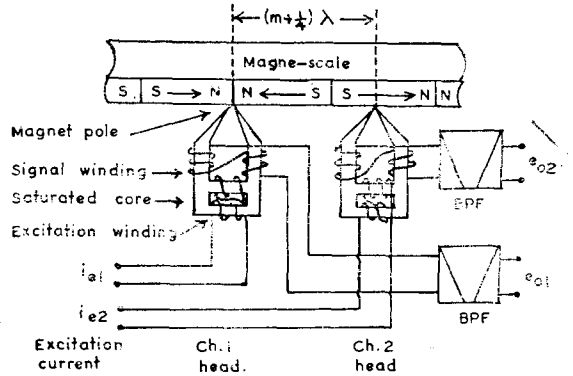 (m+1/4) λ
Magne-scale
S S → N N ← S S → N N
Magnet pole
Signal winding
Saturated core
Excitation winding
e02
BPF
ie1
e01
ie2
BPF
Excitation current
Ch.1 head.
Ch.2 head